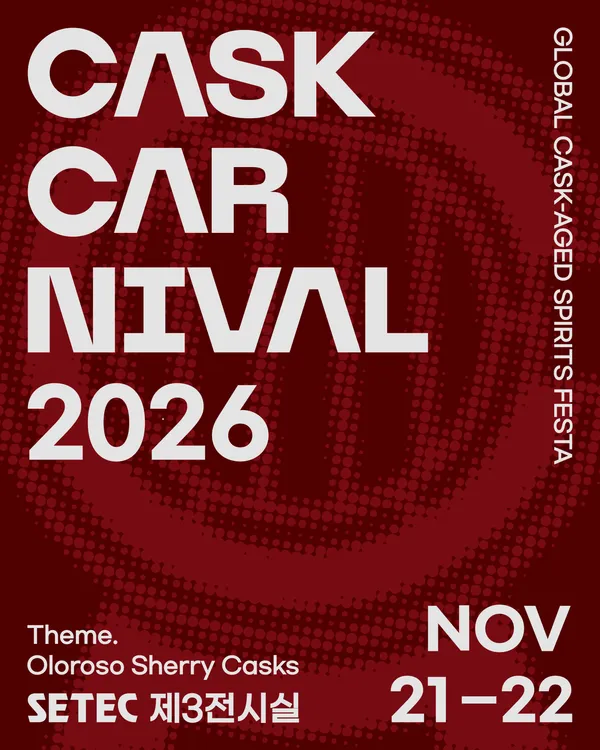 CASK
CAR
NIVAL
2026
GLOBAL CASK-AGED SPIRITS FESTA
Theme.
Oloroso Sherry Casks
SETEC 제3전시실
NOV
21–22